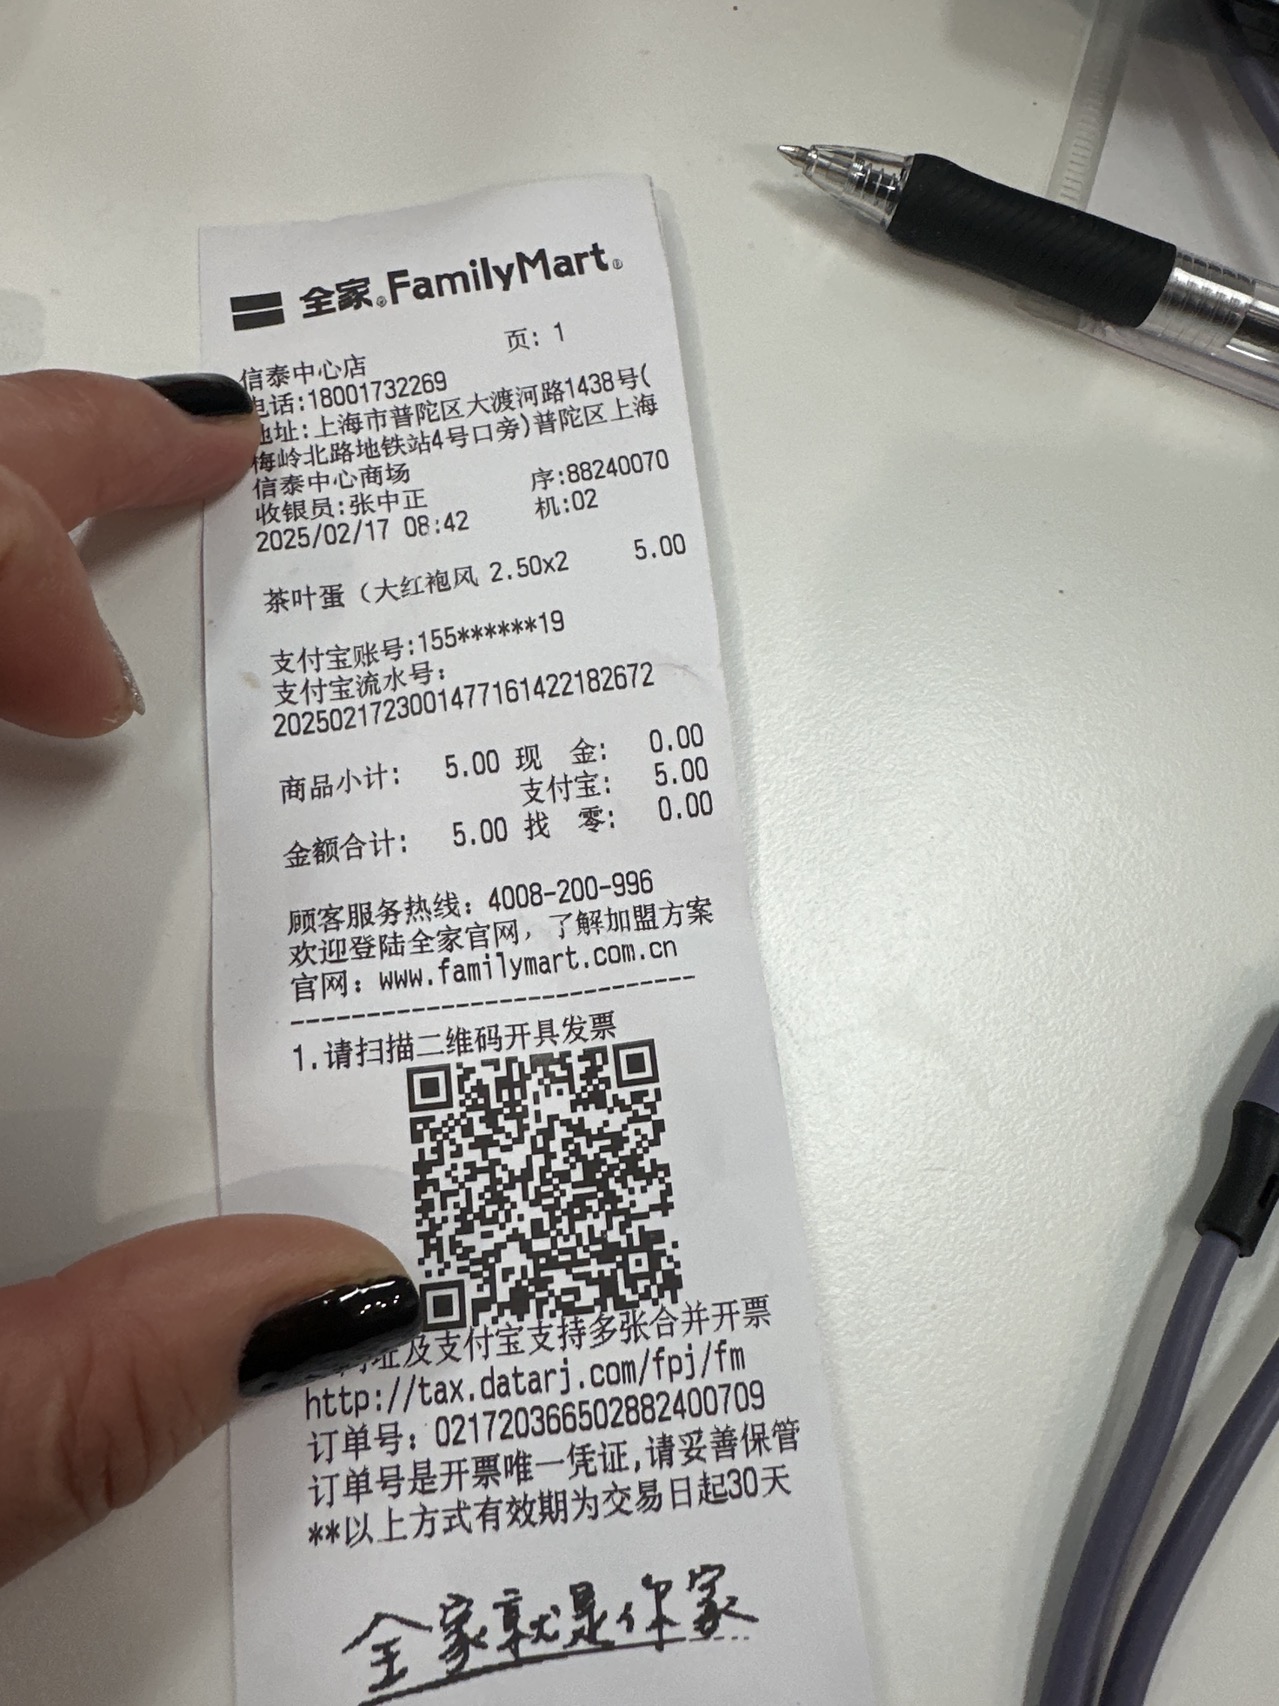 全家 FamilyMart
页: 1
信泰中心店
电话:18001732269
地址:上海市普陀区大渡河路1438号(
梅岭北路地铁站4号口旁)普陀区上海
信泰中心商场 序:88240070
收银员:张中正 机:02
2025/02/17 08:42
茶叶蛋（大红袍风 2.50x2 5.00
支付宝账号:155******19
支付宝流水号:
2025021723001477161422182672
商品小计: 5.00 现 金: 0.00
支付宝: 5.00
金额合计: 5.00 找 零: 0.00
顾客服务热线: 4008-200-996
欢迎登陆全家官网, 了解加盟方案
官网: www.familymart.com.cn
--------------------------
1.请扫描二维码开具发票
网址及支付宝支持多张合并开票
http://tax.datarj.com/fpj/fm
订单号: 0217203665028824​00709
订单号是开票唯一凭证,请妥善保管
**以上方式有效期为交易日起30天
全家就是你家